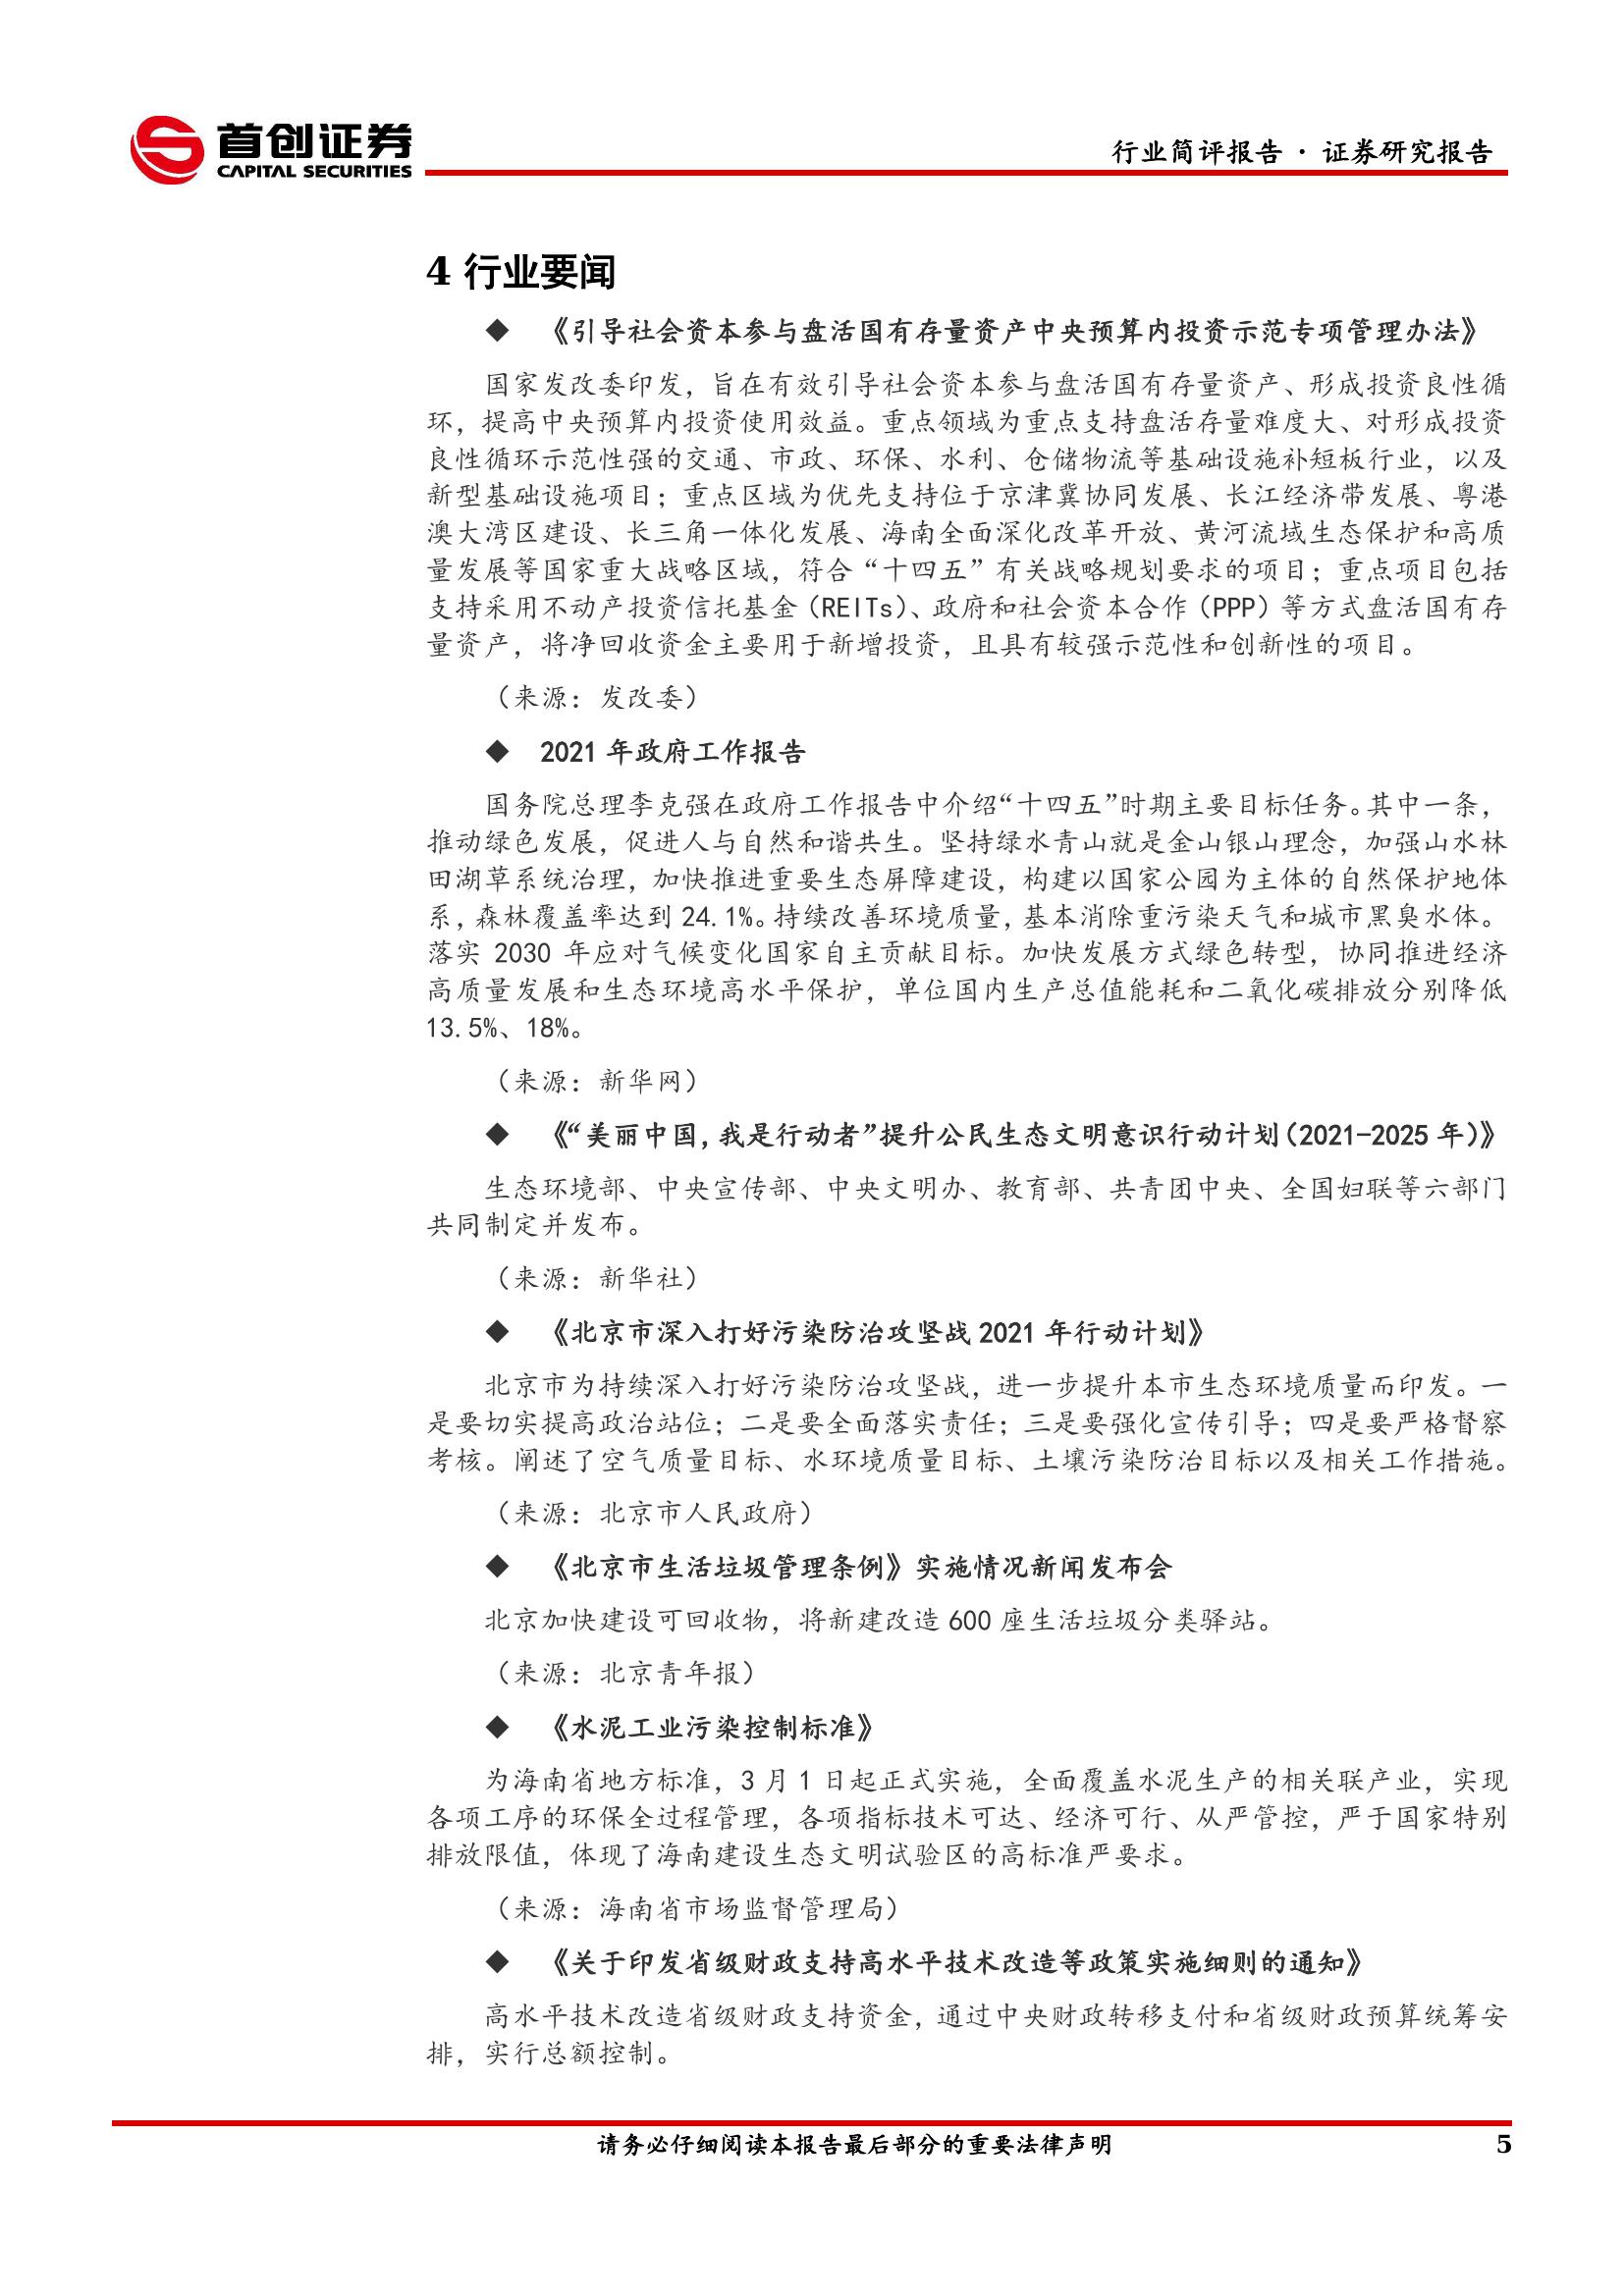 首创证券
CAPITAL SECURITIES
行业简评报告 · 证券研究报告
4 行业要闻
◆ 《引导社会资本参与盘活国有存量资产中央预算内投资示范专项管理办法》
国家发改委印发，旨在有效引导社会资本参与盘活国有存量资产、形成投资良性循
环，提高中央预算内投资使用效益。重点领域为重点支持盘活存量难度大、对形成投资
良性循环示范性强的交通、市政、环保、水利、仓储物流等基础设施补短板行业，以及
新型基础设施项目；重点区域为优先支持位于京津冀协同发展、长江经济带发展、粤港
澳大湾区建设、长三角一体化发展、海南全面深化改革开放、黄河流域生态保护和高质
量发展等国家重大战略区域，符合“十四五”有关战略规划要求的项目；重点项目包括
支持采用不动产投资信托基金（REITs）、政府和社会资本合作（PPP）等方式盘活国有存
量资产，将净回收资金主要用于新增投资，且具有较强示范性和创新性的项目。
（来源：发改委）
◆ 2021 年政府工作报告
国务院总理李克强在政府工作报告中介绍“十四五”时期主要目标任务。其中一条，
推动绿色发展，促进人与自然和谐共生。坚持绿水青山就是金山银山理念，加强山水林
田湖草系统治理，加快推进重要生态屏障建设，构建以国家公园为主体的自然保护地体
系，森林覆盖率达到 24.1%。持续改善环境质量，基本消除重污染天气和城市黑臭水体。
落实 2030 年应对气候变化国家自主贡献目标。加快发展方式绿色转型，协同推进经济
高质量发展和生态环境高水平保护，单位国内生产总值能耗和二氧化碳排放分别降低
13.5%、18%。
（来源：新华网）
◆ 《“美丽中国，我是行动者”提升公民生态文明意识行动计划（2021-2025 年）》
生态环境部、中央宣传部、中央文明办、教育部、共青团中央、全国妇联等六部门
共同制定并发布。
（来源：新华社）
◆ 《北京市深入打好污染防治攻坚战 2021 年行动计划》
北京市为持续深入打好污染防治攻坚战，进一步提升本市生态环境质量而印发。一
是要切实提高政治站位；二是要全面落实责任；三是要强化宣传引导；四是要严格督察
考核。阐述了空气质量目标、水环境质量目标、土壤污染防治目标以及相关工作措施。
（来源：北京市人民政府）
◆ 《北京市生活垃圾管理条例》实施情况新闻发布会
北京加快建设可回收物，将新建改造 600 座生活垃圾分类驿站。
（来源：北京青年报）
◆ 《水泥工业污染控制标准》
为海南省地方标准，3 月 1 日起正式实施，全面覆盖水泥生产的相关联产业，实现
各项工序的环保全过程管理，各项指标技术可达、经济可行、从严管控，严于国家特别
排放限值，体现了海南建设生态文明试验区的高标准严要求。
（来源：海南省市场监督管理局）
◆ 《关于印发省级财政支持高水平技术改造等政策实施细则的通知》
高水平技术改造省级财政支持资金，通过中央财政转移支付和省级财政预算统筹安
排，实行总额控制。
请务必仔细阅读本报告最后部分的重要法律声明
5